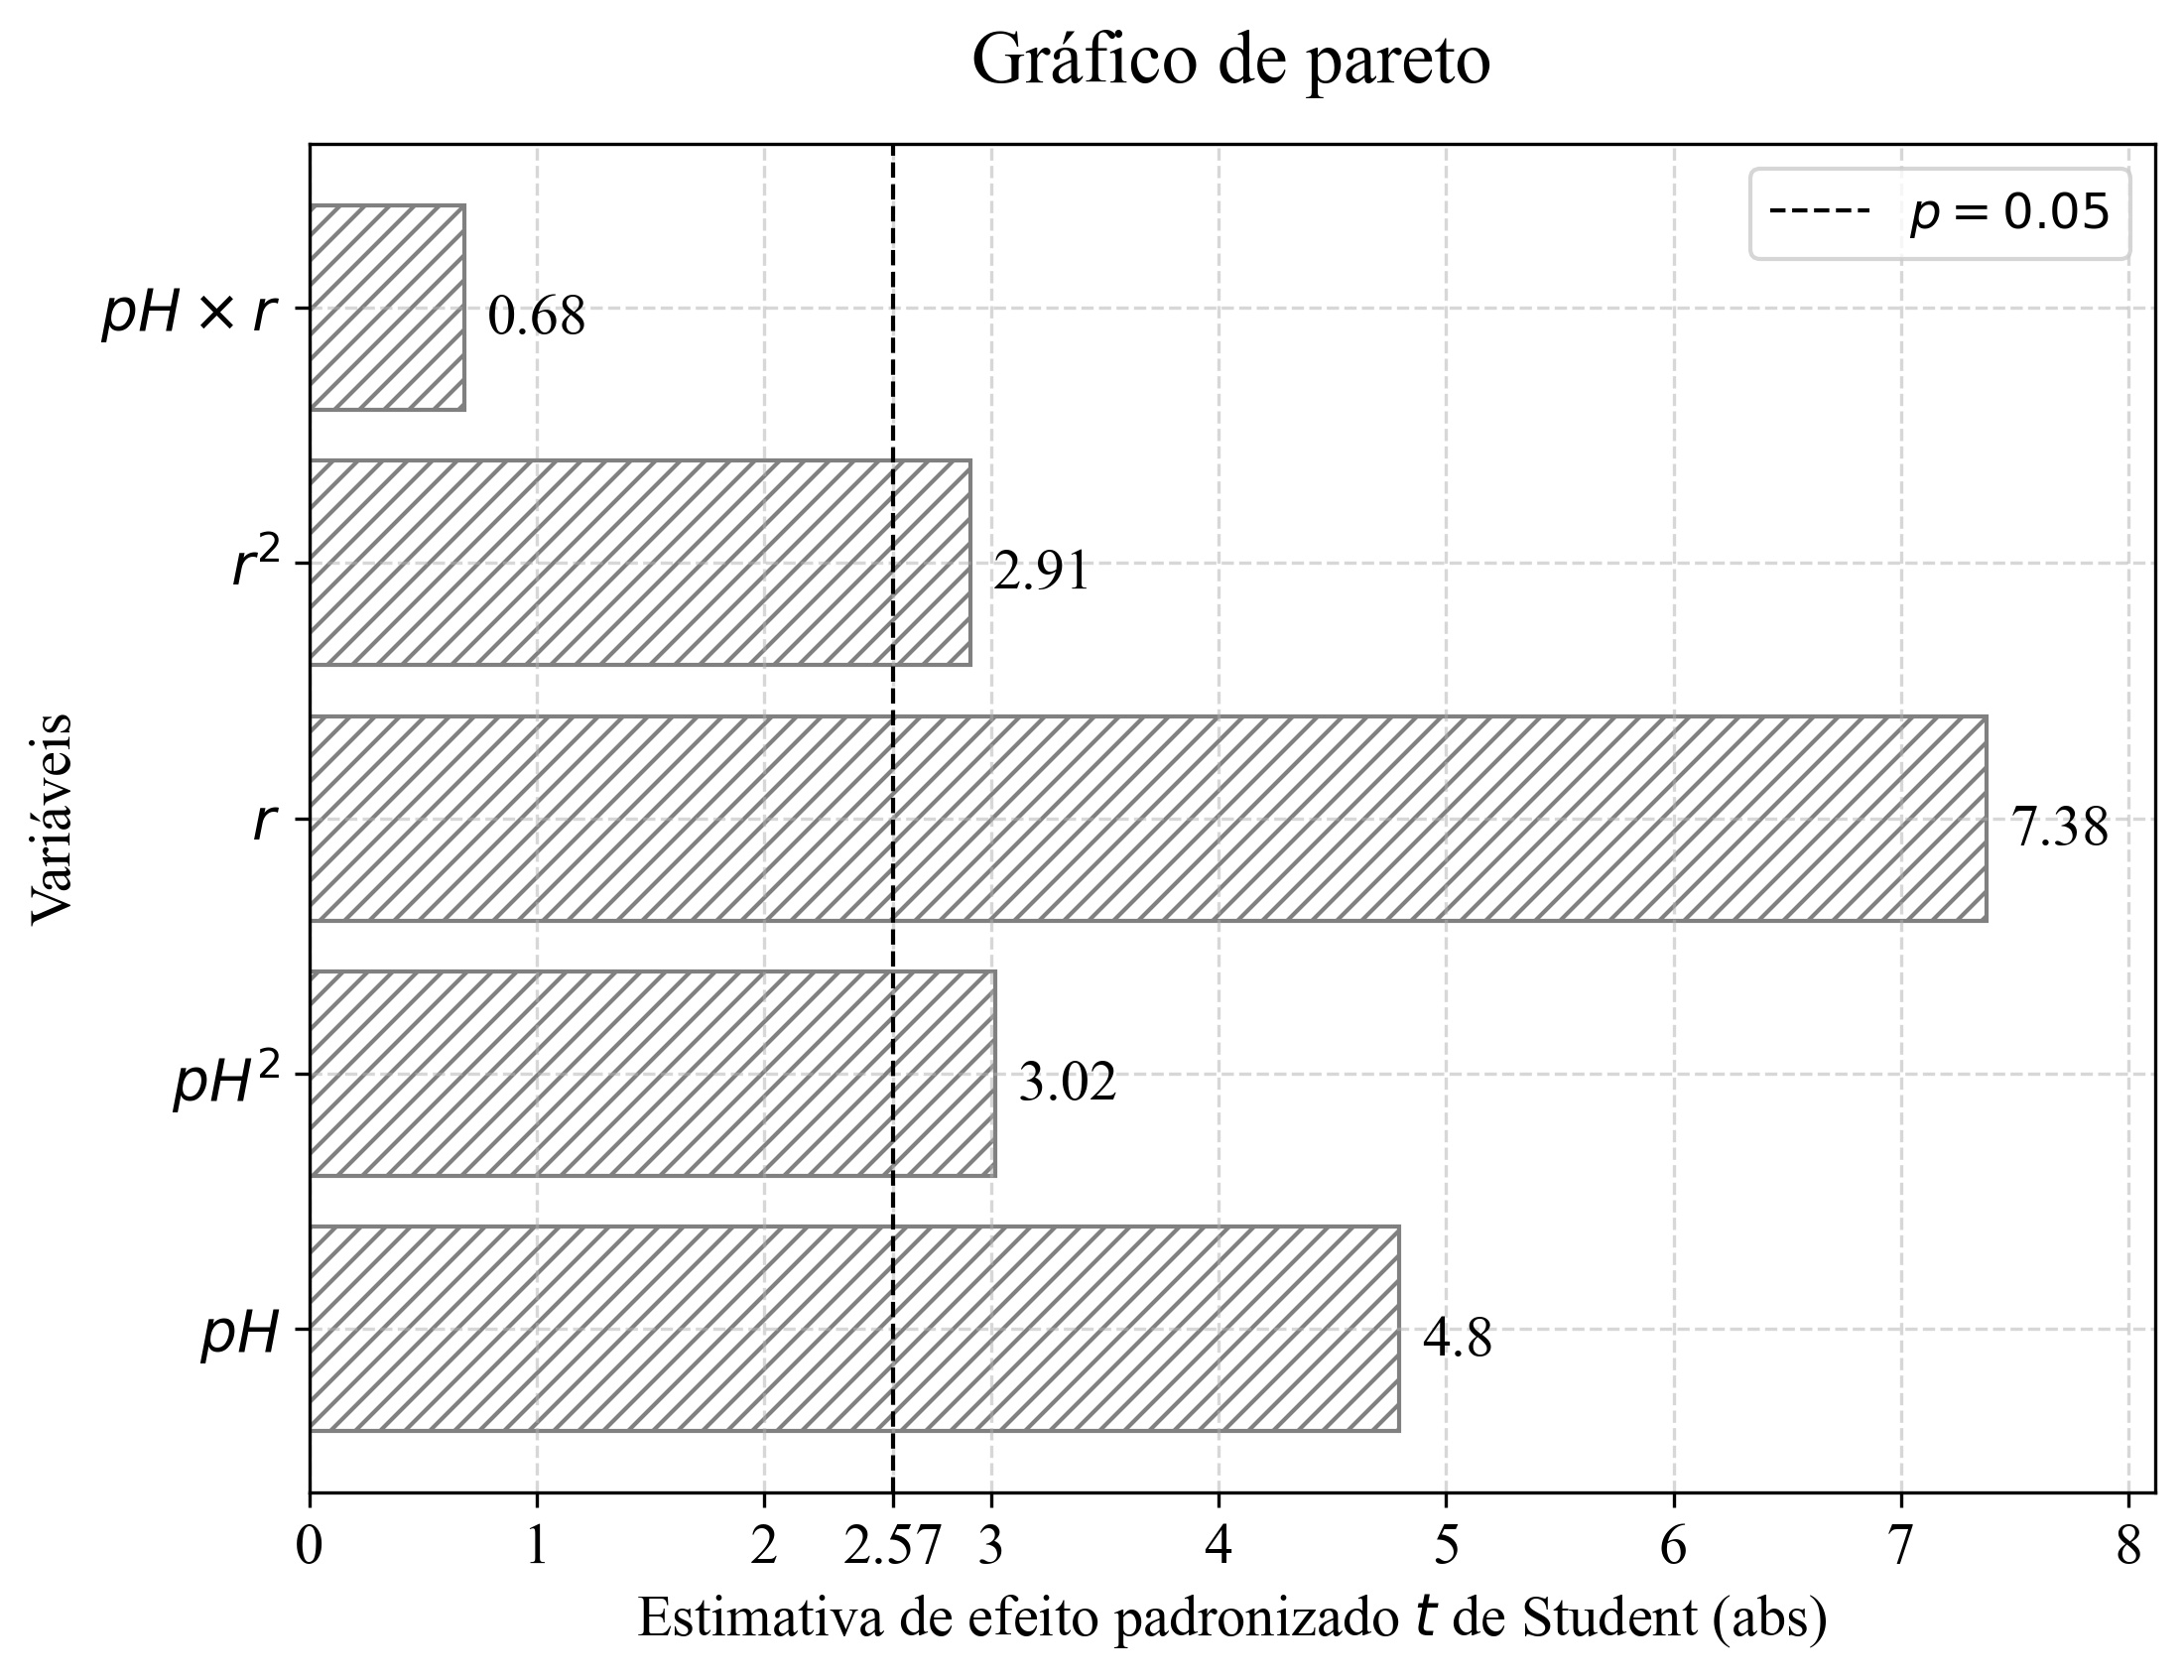 Gráfico de pareto
p = 0.05
pH × r
0.68
r²
2.91
r
7.38
pH²
3.02
pH
4.8
Variáveis
0 1 2 2.57 3 4 5 6 7 8
Estimativa de efeito padronizado t de Student (abs)